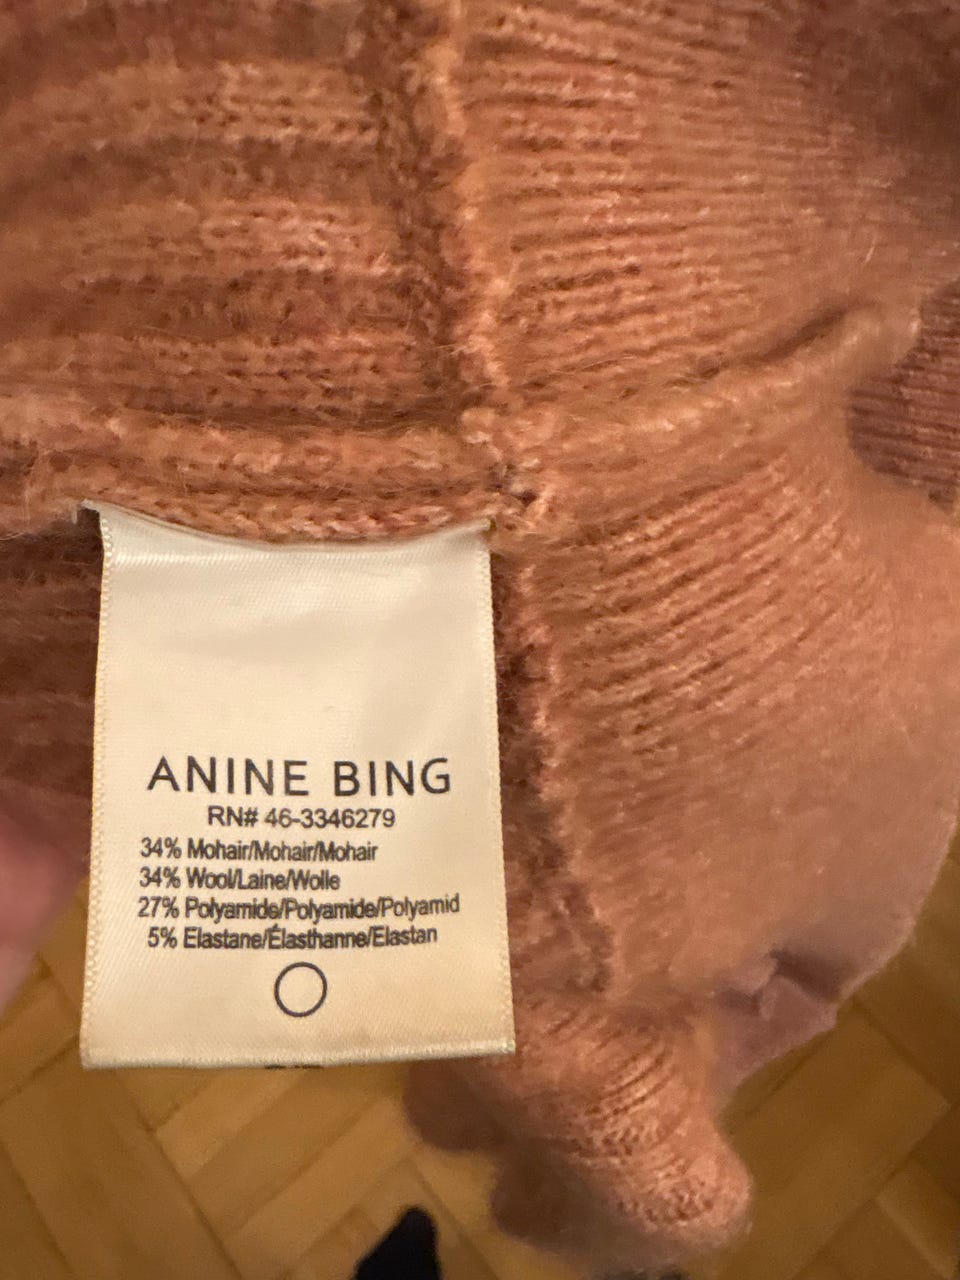 ANINE BING
RN# 46-3346279
34% Mohair/Mohair/Mohair
34% Wool/Laine/Wolle
27% Polyamide/Polyamide/Polyamid
5% Elastane/Élasthanne/Elastan